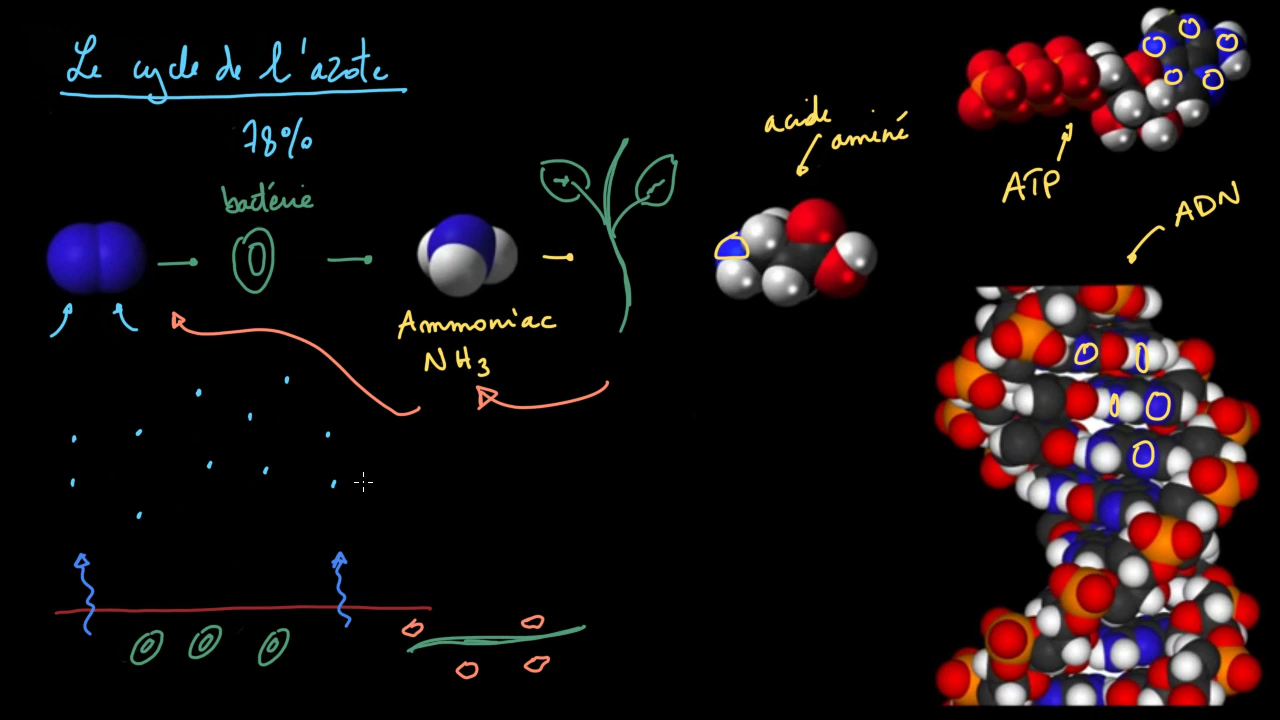 Le cycle de l'azote
78%
bactérie
Ammoniac
NH3
acide
aminé
ATP
ADN